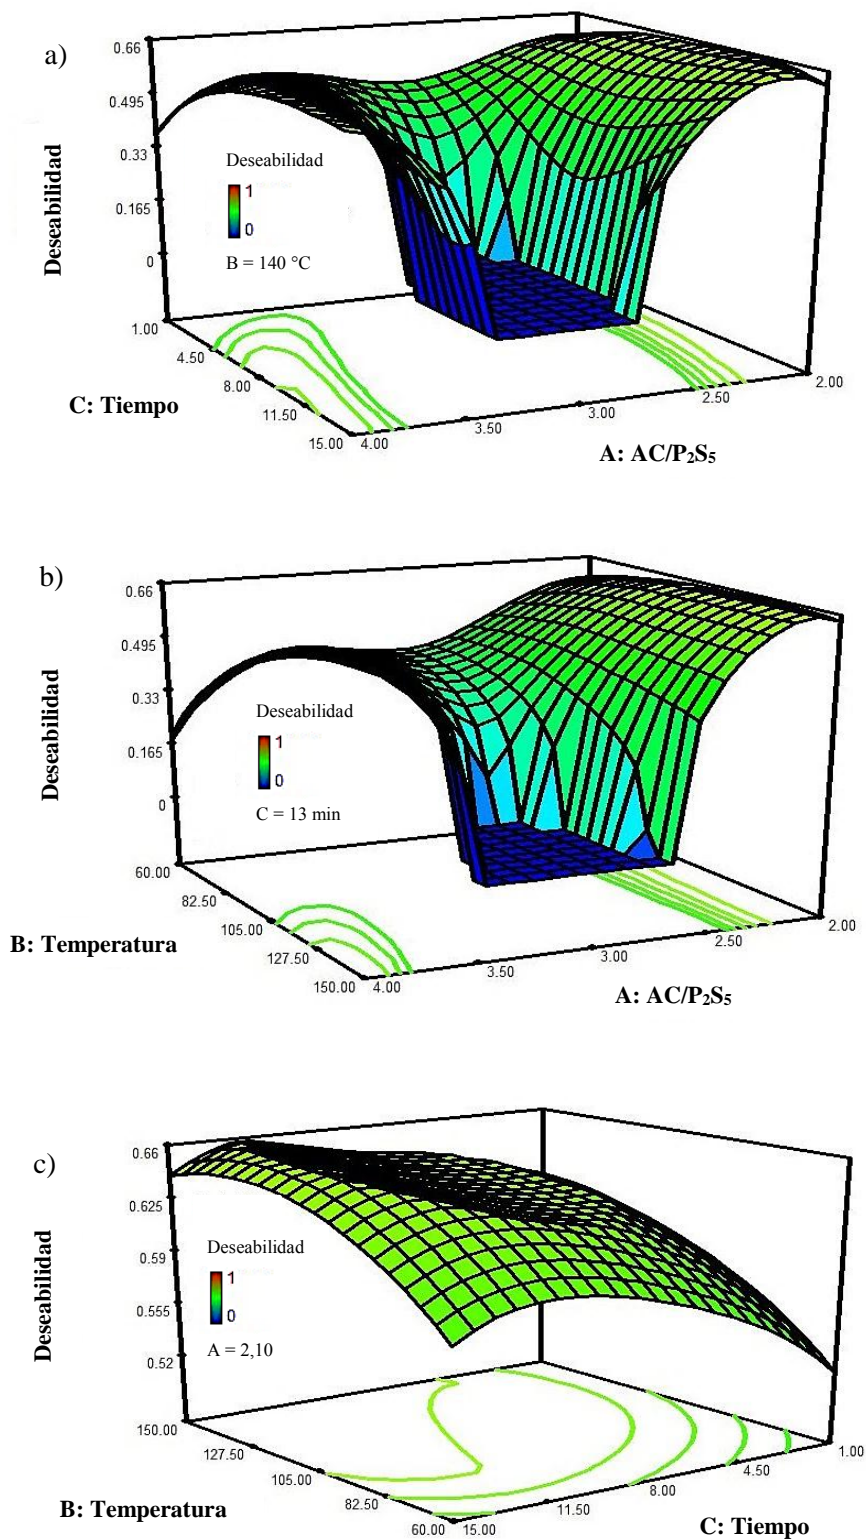 a)
0.66
0.495
0.33
0.165
0
Deseabilidad
Deseabilidad
1
0
B = 140 °C
1.00
4.50
8.00
11.50
15.00
C: Tiempo
4.00
3.50
3.00
2.50
2.00
A: AC/P₂S₅
b)
0.66
0.495
0.33
0.165
0
Deseabilidad
Deseabilidad
1
0
C = 13 min
60.00
82.50
105.00
127.50
150.00
B: Temperatura
4.00
3.50
3.00
2.50
2.00
A: AC/P₂S₅
c)
0.66
0.625
0.59
0.555
0.52
Deseabilidad
Deseabilidad
1
0
A = 2,10
150.00
127.50
105.00
82.50
60.00
B: Temperatura
15.00
11.50
8.00
4.50
1.00
C: Tiempo